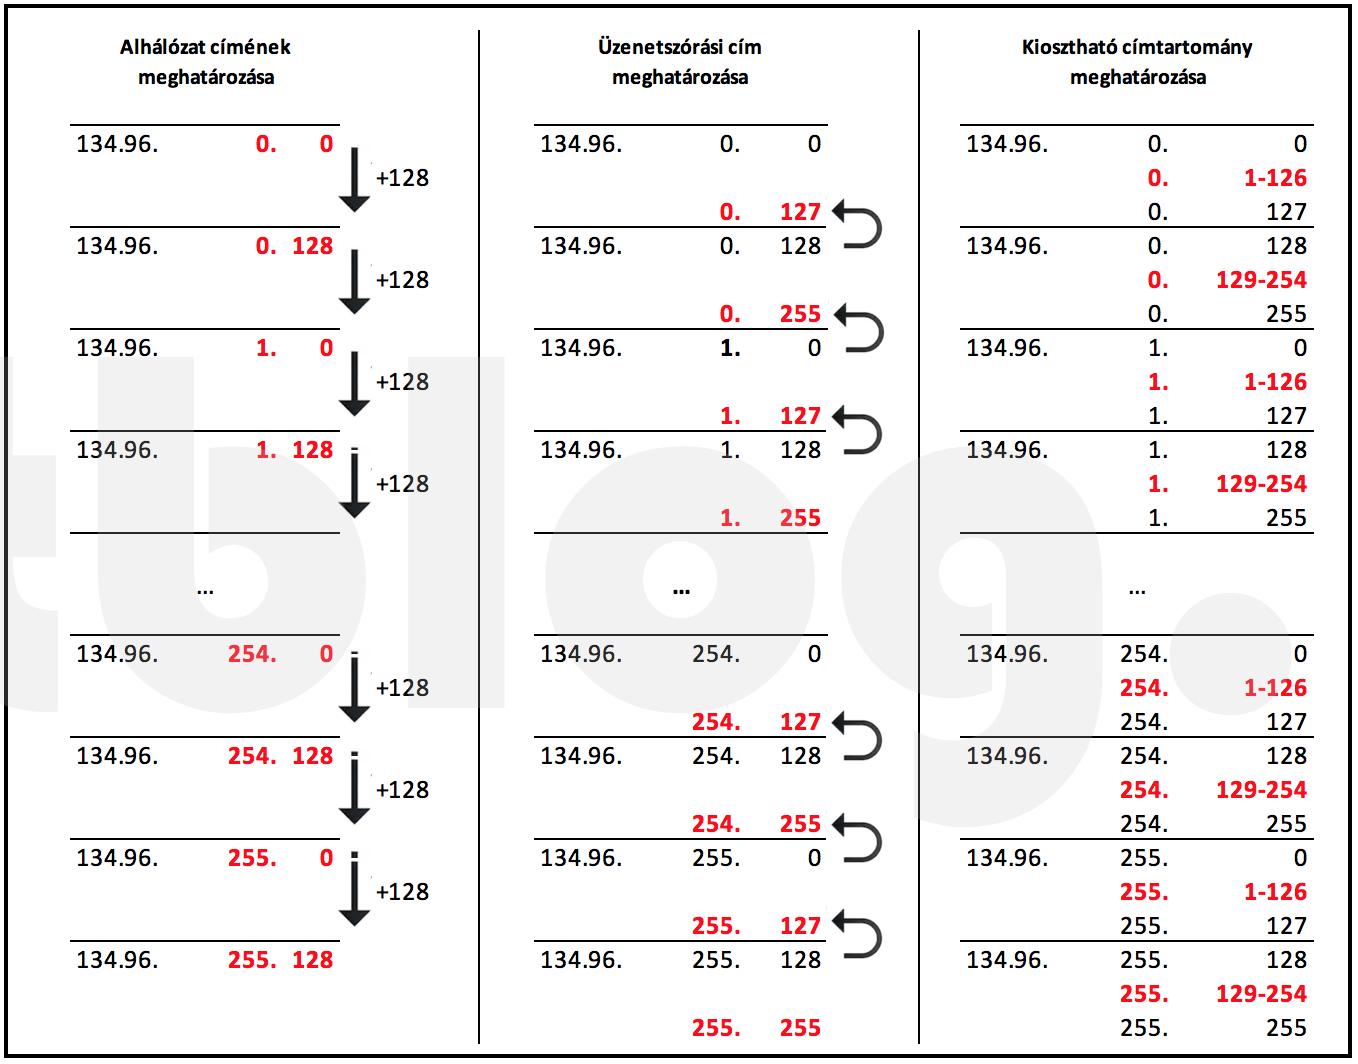 Alhálózat címének
meghatározása
134.96. 0. 0
+128
134.96. 0. 128
+128
134.96. 1. 0
+128
134.96. 1. 128
+128
...
134.96. 254. 0
+128
134.96. 254. 128
+128
134.96. 255. 0
+128
134.96. 255. 128
Üzenetszórási cím
meghatározása
134.96. 0. 0
0. 127
134.96. 0. 128
0. 255
134.96. 1. 0
1. 127
134.96. 1. 128
1. 255
...
134.96. 254. 0
254. 127
134.96. 254. 128
254. 255
134.96. 255. 0
255. 127
134.96. 255. 128
255. 255
Kiosztható címtartomány
meghatározása
134.96. 0. 0
0. 1-126
0. 127
134.96. 0. 128
0. 129-254
0. 255
134.96. 1. 0
1. 1-126
1. 127
134.96. 1. 128
1. 129-254
1. 255
...
134.96. 254. 0
254. 1-126
254. 127
134.96. 254. 128
254. 129-254
254. 255
134.96. 255. 0
255. 1-126
255. 127
134.96. 255. 128
255. 129-254
255. 255
tblog.